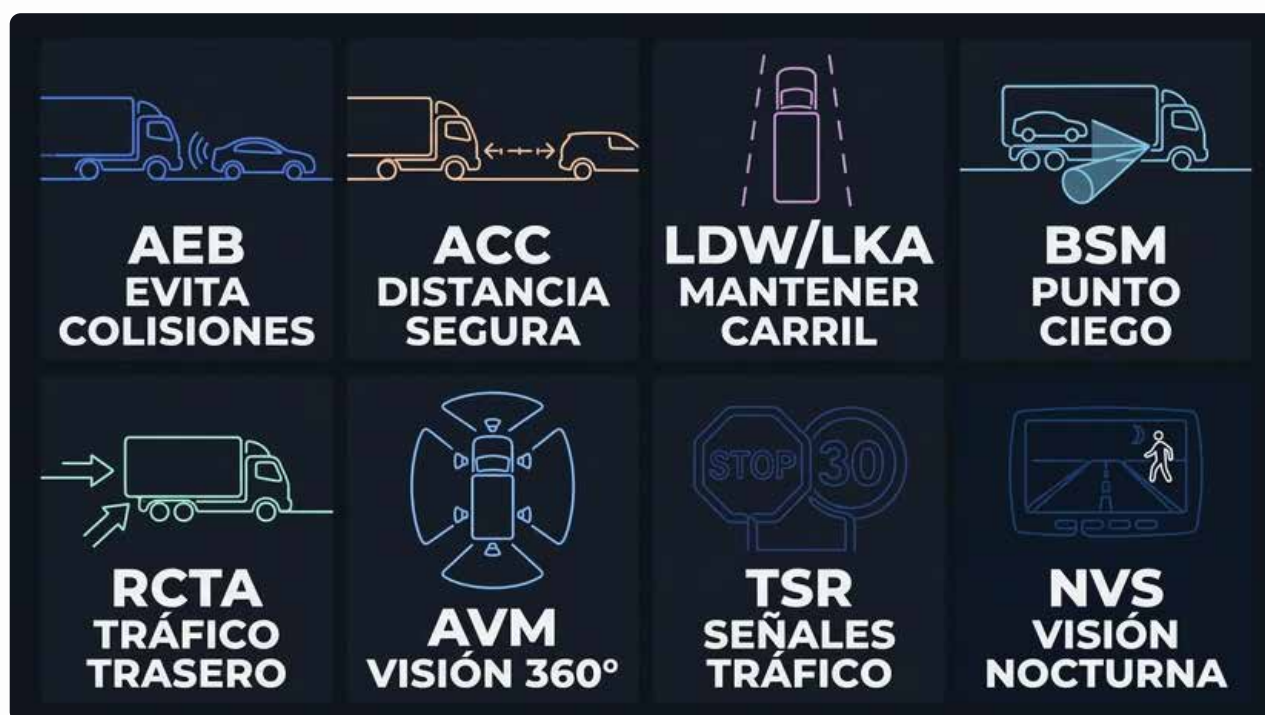 AEB
EVITA
COLISIONES
ACC
DISTANCIA
SEGURA
LDW/LKA
MANTENER
CARRIL
BSM
PUNTO
CIEGO
RCTA
TRÁFICO
TRASERO
AVM
VISIÓN 360°
STOP
30
TSR
SEÑALES
TRÁFICO
NVS
VISIÓN
NOCTURNA